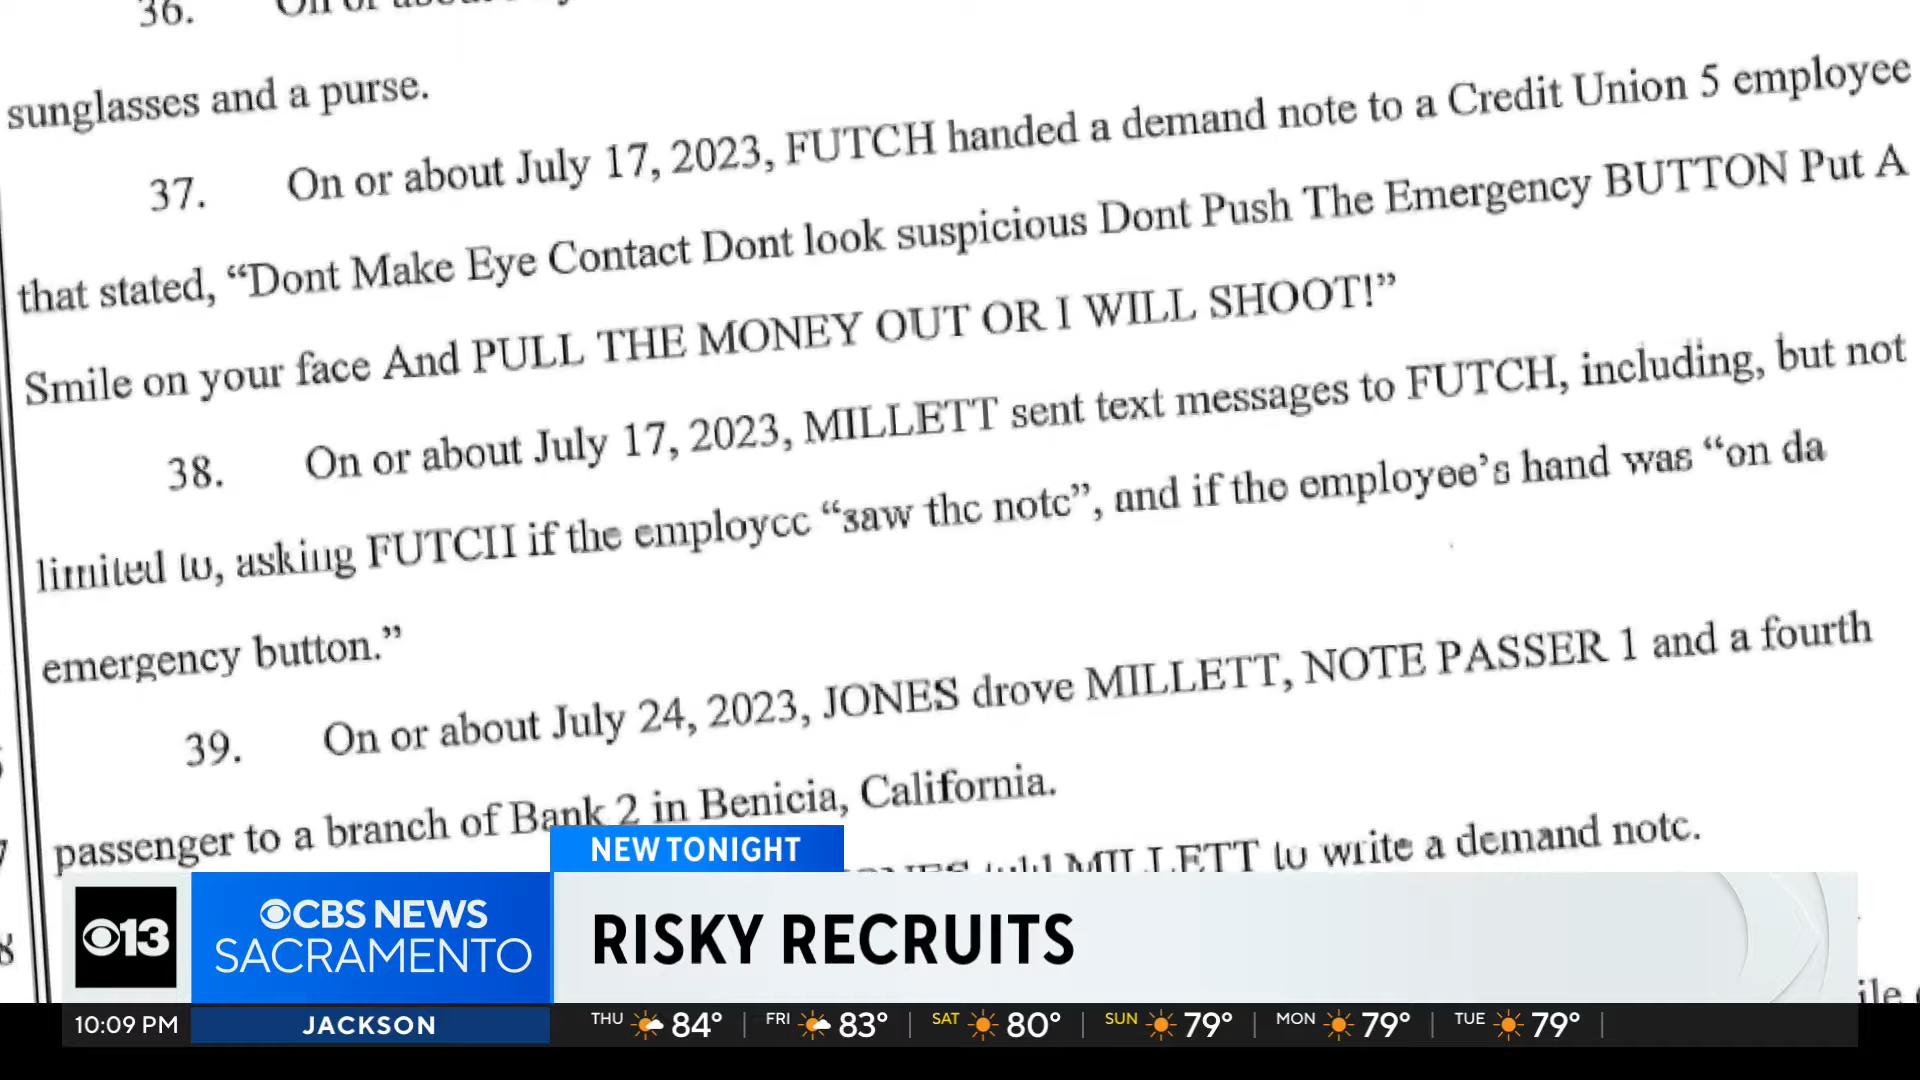 36.
sunglasses and a purse.
37. On or about July 17, 2023, FUTCH handed a demand note to a Credit Union 5 employee
that stated, “Dont Make Eye Contact Dont look suspicious Dont Push The Emergency BUTTON Put A
Smile on your face And PULL THE MONEY OUT OR I WILL SHOOT!”
38. On or about July 17, 2023, MILLETT sent text messages to FUTCH, including, but not
limited to, asking FUTCH if the employee “saw the note”, and if the employee’s hand was “on da
emergency button.”
39. On or about July 24, 2023, JONES drove MILLETT, NOTE PASSER 1 and a fourth
passenger to a branch of Bank 2 in Benicia, California.
JONES told MILLETT to write a demand note.
NEW TONIGHT
13
CBS NEWS
SACRAMENTO
RISKY RECRUITS
10:09 PM
JACKSON
THU 84° | FRI 83° | SAT 80° | SUN 79° | MON 79° | TUE 79° |